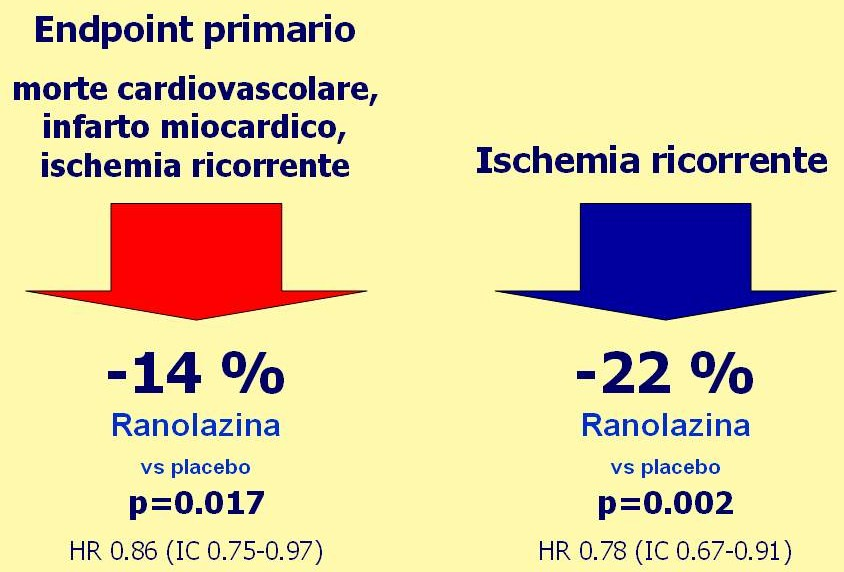 Endpoint primario
morte cardiovascolare,
infarto miocardico,
ischemia ricorrente
-14 %
Ranolazina
vs placebo
p=0.017
HR 0.86 (IC 0.75-0.97)
Ischemia ricorrente
-22 %
Ranolazina
vs placebo
p=0.002
HR 0.78 (IC 0.67-0.91)